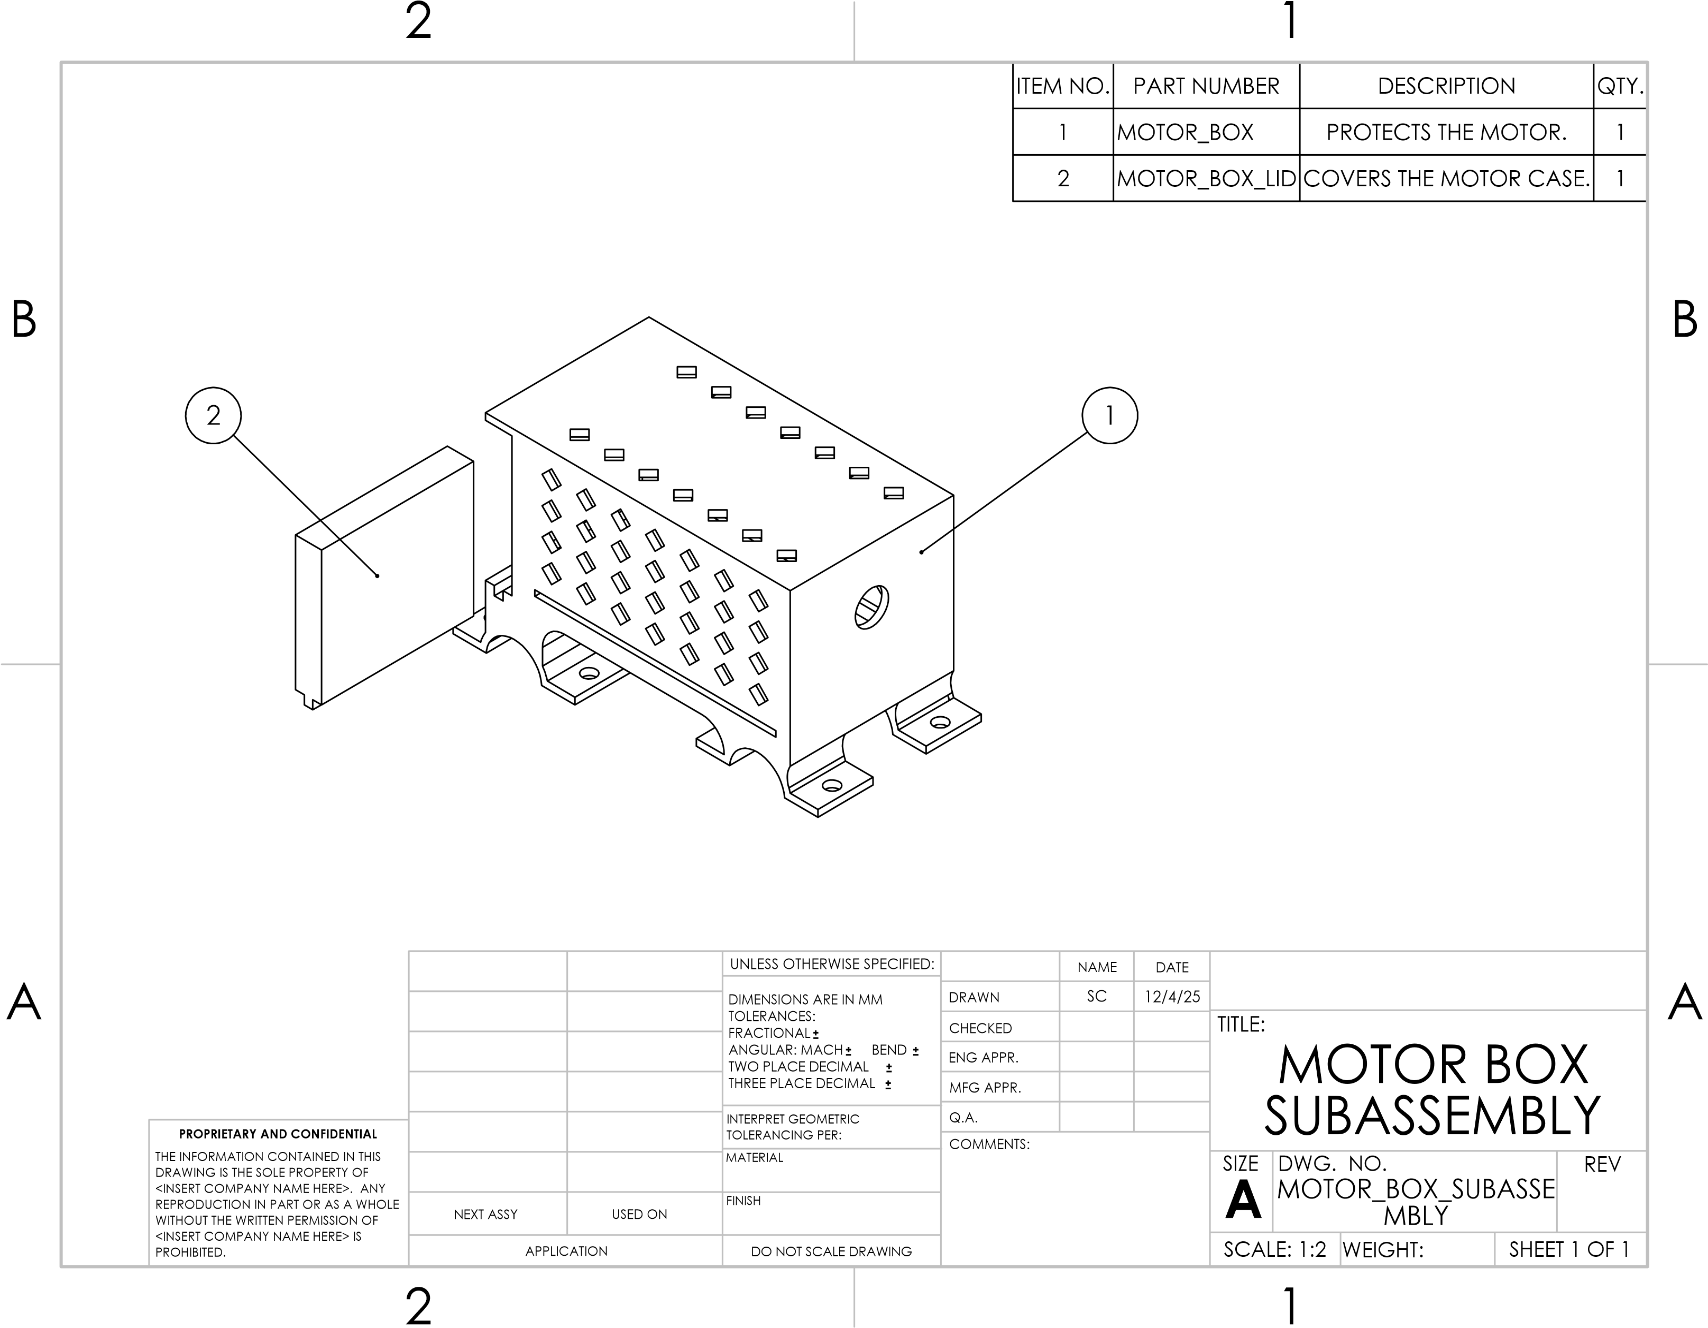 2 1
ITEM NO. PART NUMBER DESCRIPTION QTY.
1 MOTOR_BOX PROTECTS THE MOTOR. 1
2 MOTOR_BOX_LID COVERS THE MOTOR CASE. 1
B B
2 1
A A
UNLESS OTHERWISE SPECIFIED:
DIMENSIONS ARE IN MM
TOLERANCES:
FRACTIONAL±
ANGULAR: MACH± BEND ±
TWO PLACE DECIMAL ±
THREE PLACE DECIMAL ±
INTERPRET GEOMETRIC
TOLERANCING PER:
MATERIAL
FINISH
DO NOT SCALE DRAWING
NAME DATE
DRAWN SC 12/4/25
CHECKED
ENG APPR.
MFG APPR.
Q.A.
COMMENTS:
TITLE:
MOTOR BOX
SUBASSEMBLY
SIZE DWG. NO. REV
A MOTOR_BOX_SUBASSE
MBLY
SCALE: 1:2 WEIGHT: SHEET 1 OF 1
PROPRIETARY AND CONFIDENTIAL
THE INFORMATION CONTAINED IN THIS
DRAWING IS THE SOLE PROPERTY OF
<INSERT COMPANY NAME HERE>. ANY
REPRODUCTION IN PART OR AS A WHOLE
WITHOUT THE WRITTEN PERMISSION OF
<INSERT COMPANY NAME HERE> IS
PROHIBITED.
NEXT ASSY USED ON
APPLICATION
2 1